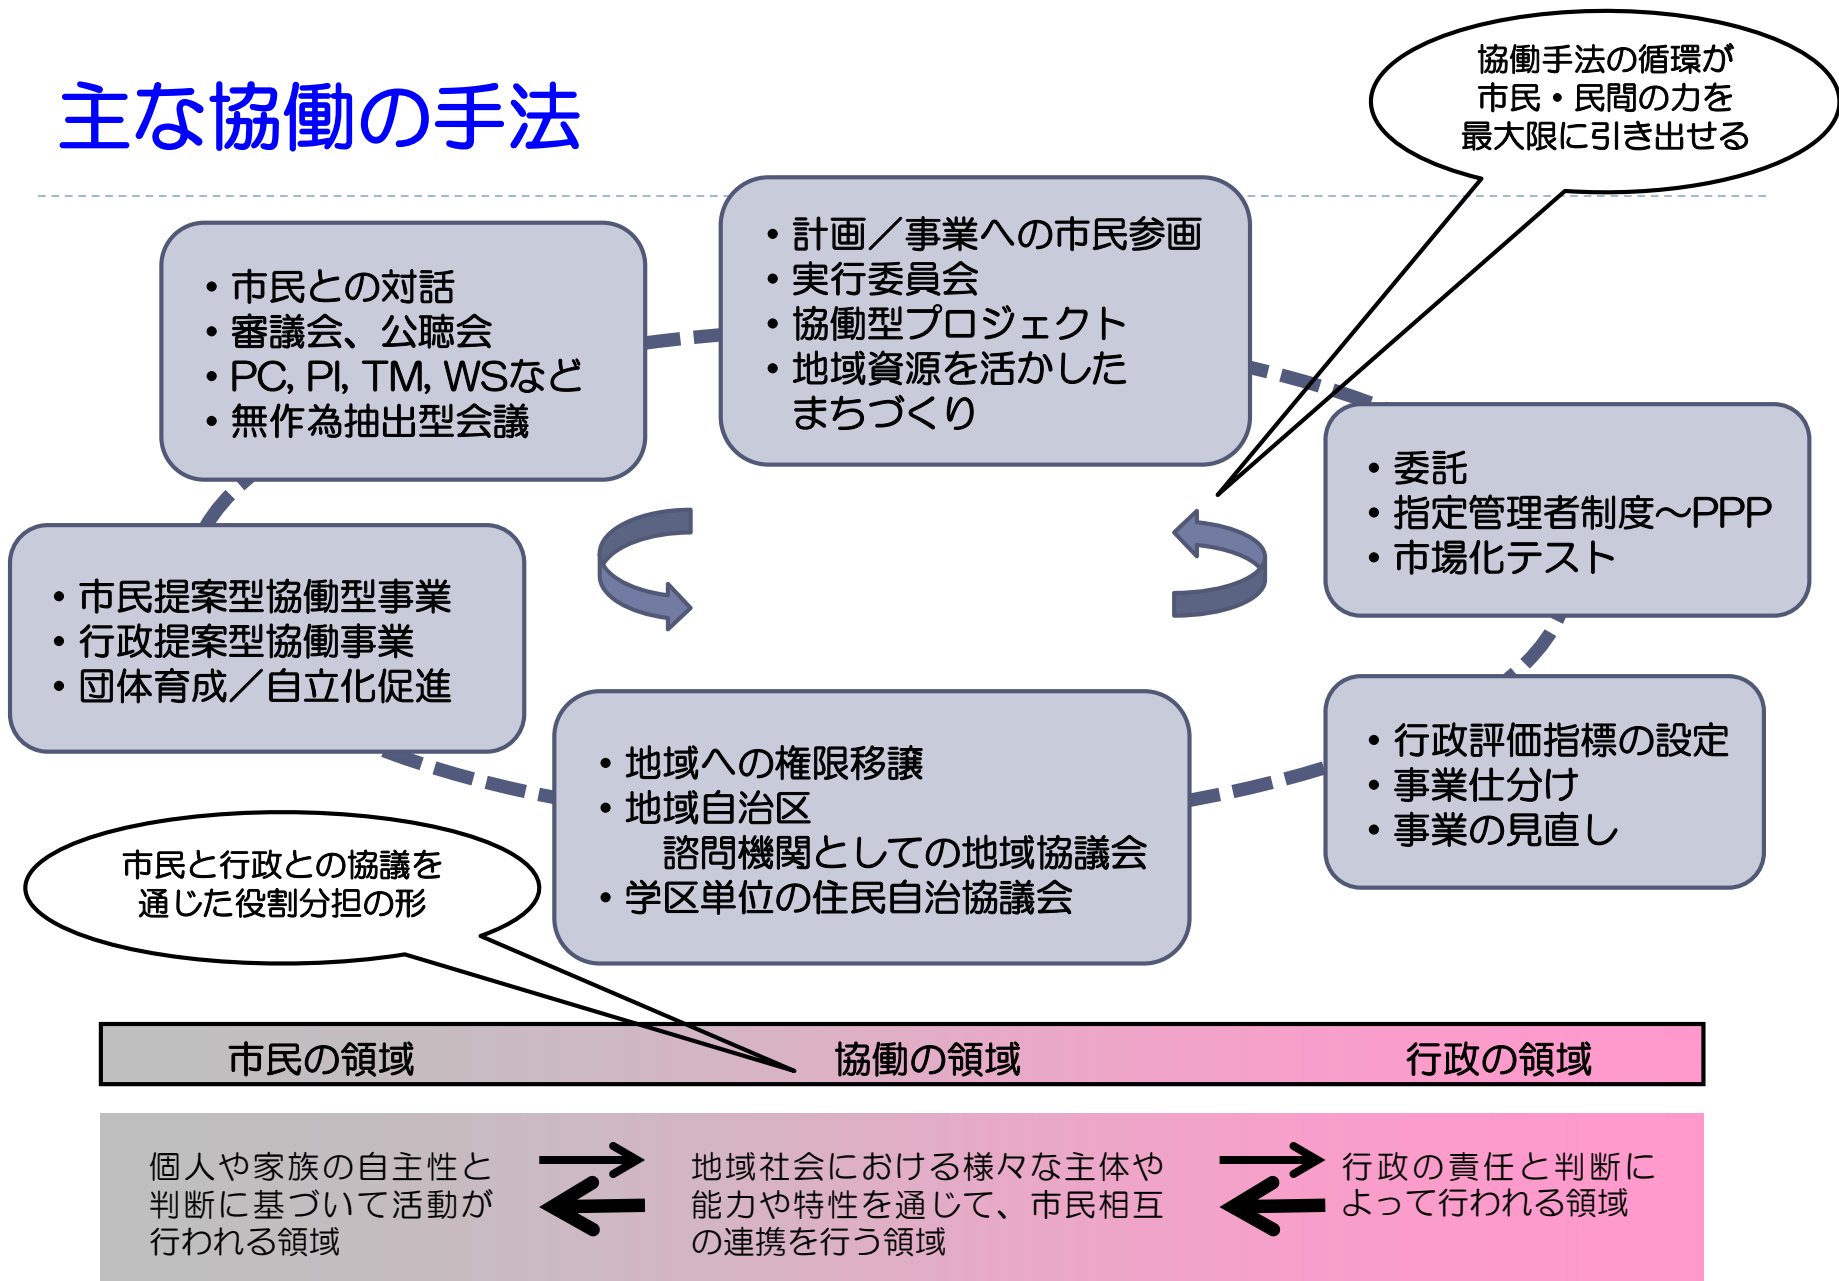 主な協働の手法
協働手法の循環が
市民・民間の力を
最大限に引き出せる
・市民との対話
・審議会、公聴会
・PC, PI, TM, WSなど
・無作為抽出型会議
・計画／事業への市民参画
・実行委員会
・協働型プロジェクト
・地域資源を活かした
まちづくり
・委託
・指定管理者制度～PPP
・市場化テスト
・市民提案型協働型事業
・行政提案型協働事業
・団体育成／自立化促進
・地域への権限移譲
・地域自治区
諮問機関としての地域協議会
・学区単位の住民自治協議会
・行政評価指標の設定
・事業仕分け
・事業の見直し
市民と行政との協議を
通じた役割分担の形
市民の領域
協働の領域
行政の領域
個人や家族の自主性と
判断に基づいて活動が
行われる領域
地域社会における様々な主体や
能力や特性を通じて、市民相互
の連携を行う領域
行政の責任と判断に
よって行われる領域